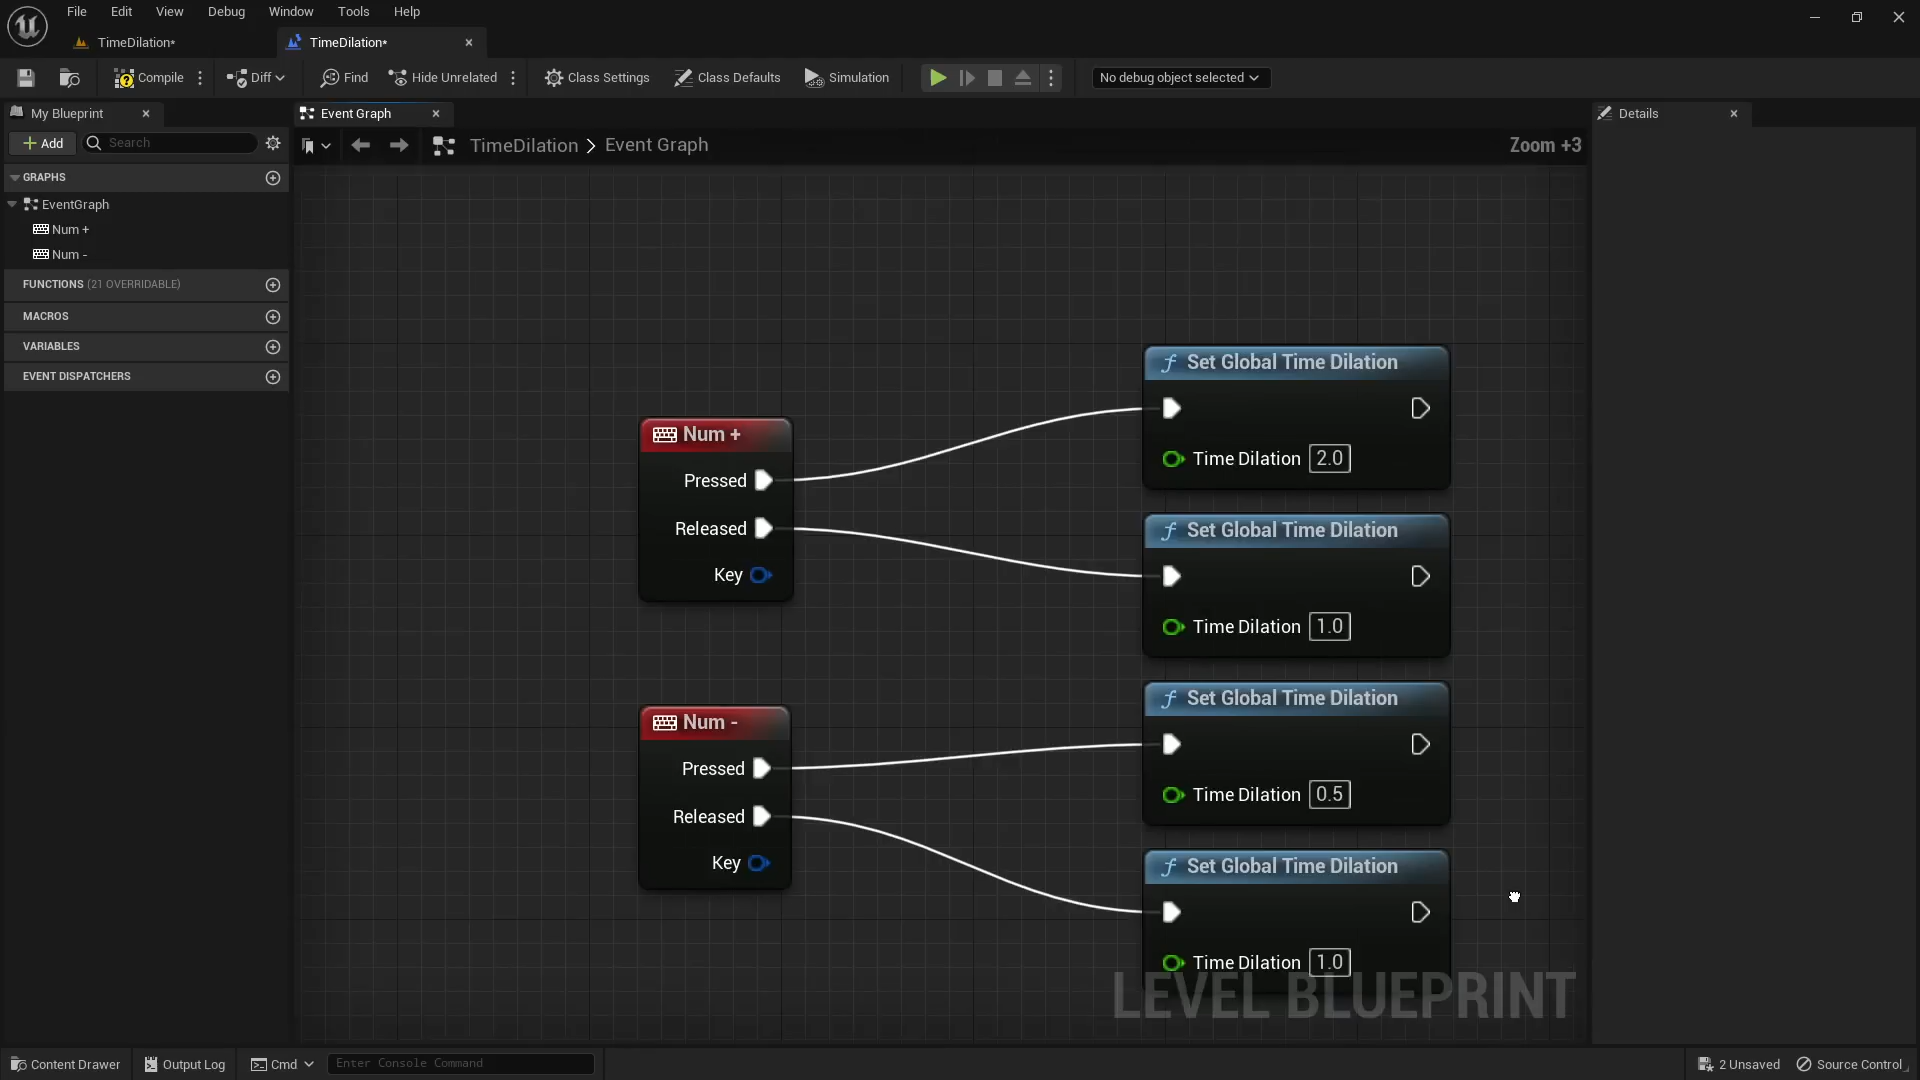 File Edit View Debug Window Tools Help
TimeDilation* TimeDilation*
Compile Diff Find Hide Unrelated Class Settings Class Defaults Simulation No debug object selected
My Blueprint Event Graph Details
Add Search TimeDilation > Event Graph Zoom +3
GRAPHS
EventGraph
Num +
Num -
FUNCTIONS (21 OVERRIDABLE)
MACROS
VARIABLES
EVENT DISPATCHERS
Set Global Time Dilation
Time Dilation 2.0
Num +
Pressed
Released
Key
Set Global Time Dilation
Time Dilation 1.0
Num -
Pressed
Released
Key
Set Global Time Dilation
Time Dilation 0.5
Set Global Time Dilation
Time Dilation 1.0
LEVEL BLUEPRINT
Content Drawer Output Log Cmd Enter Console Command 2 Unsaved Source Control